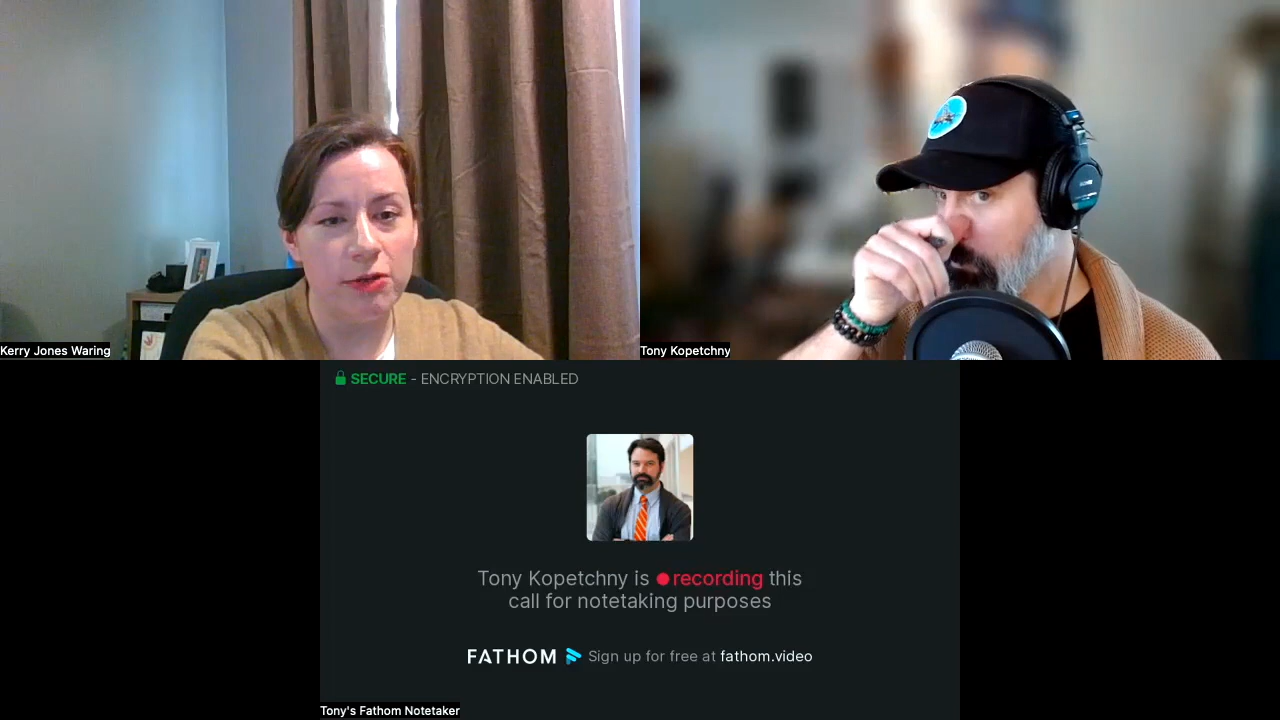 Kerry Jones Waring
Tony Kopetchny
SECURE - ENCRYPTION ENABLED
Tony Kopetchny is recording this
call for notetaking purposes
FATHOM Sign up for free at fathom.video
Tony's Fathom Notetaker